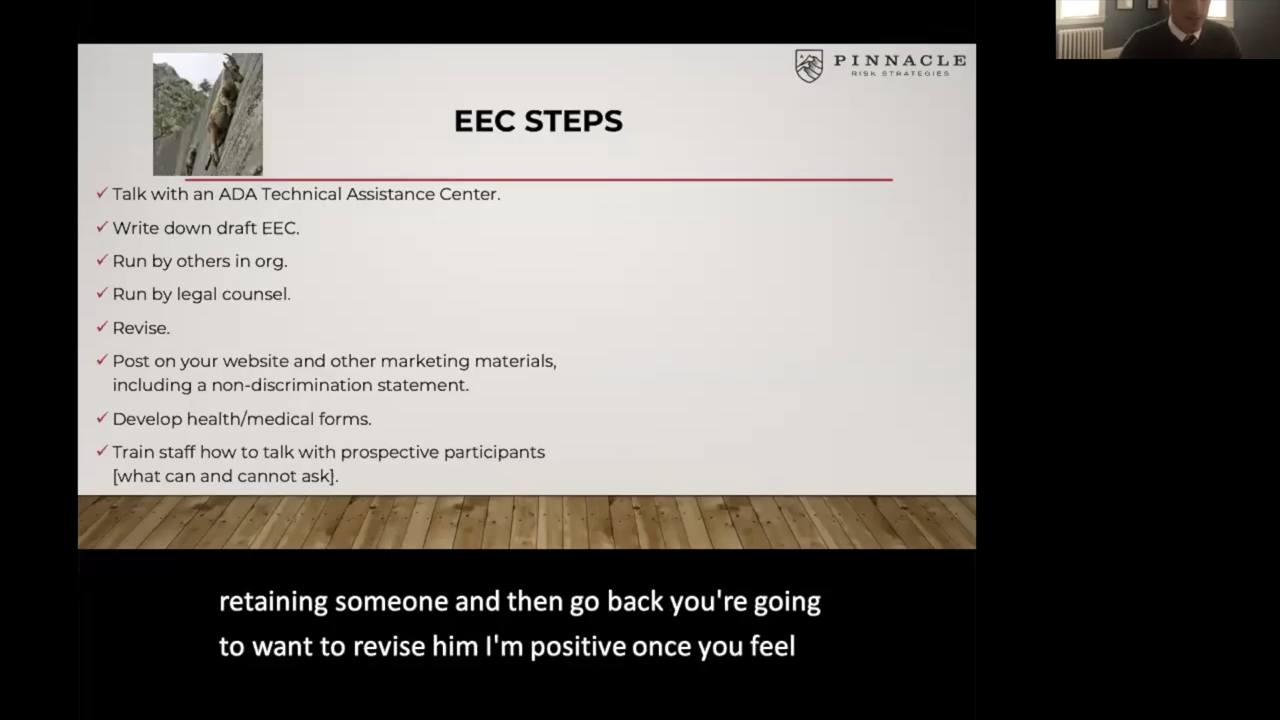 PINNACLE
RISK STRATEGIES
EEC STEPS
✓ Talk with an ADA Technical Assistance Center.
✓ Write down draft EEC.
✓ Run by others in org.
✓ Run by legal counsel.
✓ Revise.
✓ Post on your website and other marketing materials,
including a non-discrimination statement.
✓ Develop health/medical forms.
✓ Train staff how to talk with prospective participants
[what can and cannot ask].
retaining someone and then go back you're going
to want to revise him I'm positive once you feel